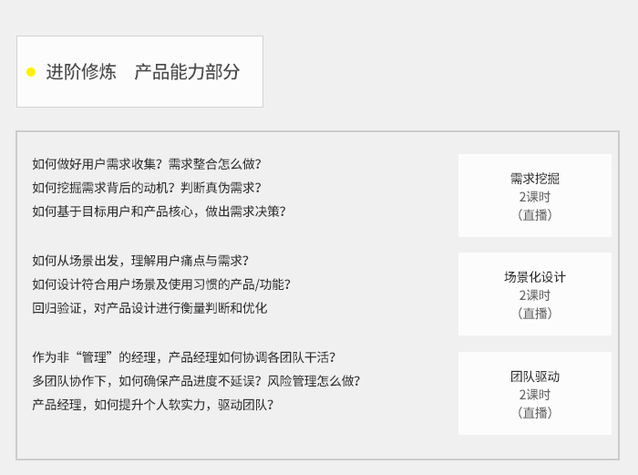 进阶修炼 产品能力部分
如何做好用户需求收集？需求整合怎么做？
如何挖掘需求背后的动机？判断真伪需求？
如何基于目标用户和产品核心，做出需求决策？
需求挖掘
2课时
（直播）
如何从场景出发，理解用户痛点与需求？
如何设计符合用户场景及使用习惯的产品/功能？
回归验证，对产品设计进行衡量判断和优化
场景化设计
2课时
（直播）
作为非“管理”的经理，产品经理如何协调各团队干活？
多团队协作下，如何确保产品进度不延误？风险管理怎么做？
产品经理，如何提升个人软实力，驱动团队？
团队驱动
2课时
（直播）